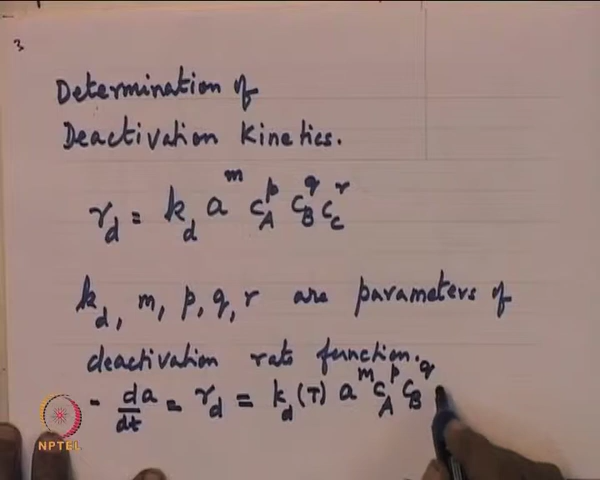 3
Determination of
Deactivation Kinetics.
r_d = k_d a^m C_A^p C_B^q C_C^r
k_d, m, p, q, r are parameters of
deactivation rate function.
- da/dt = r_d = k_d (T) a^m C_A^p C_B^q
NPTEL